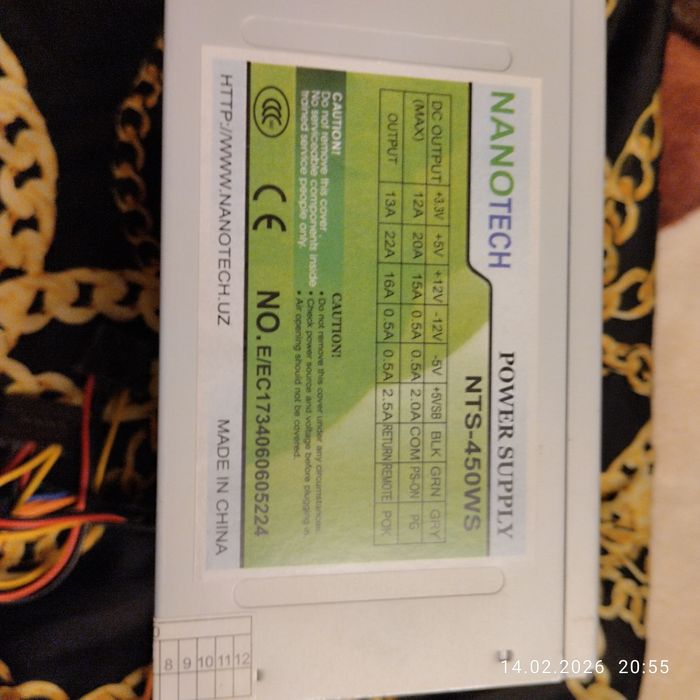 NANOTECH
POWER SUPPLY
NTS-450WS
DC OUTPUT +3.3V +5V +12V -12V -5V +5VSB BLK GRN GRY
(MAX) 12A 20A 15A 0.5A 0.5A 2.0A COM PS-ON PG
OUTPUT 13A 22A 16A 0.5A 0.5A 2.5A RETURN REMOTE POK
CAUTION!
Do not remove this cover.
No serviceable components inside
trained service people only.
CAUTION!
• Do not remove this cover under any circumstances.
• Check power source and voltage before plugging in.
• Air opening should not be covered.
CCC CE NO.E/EC1734060605224
HTTP://WWW.NANOTECH.UZ MADE IN CHINA
8 9 10 11 12
14.02.2026 20:55